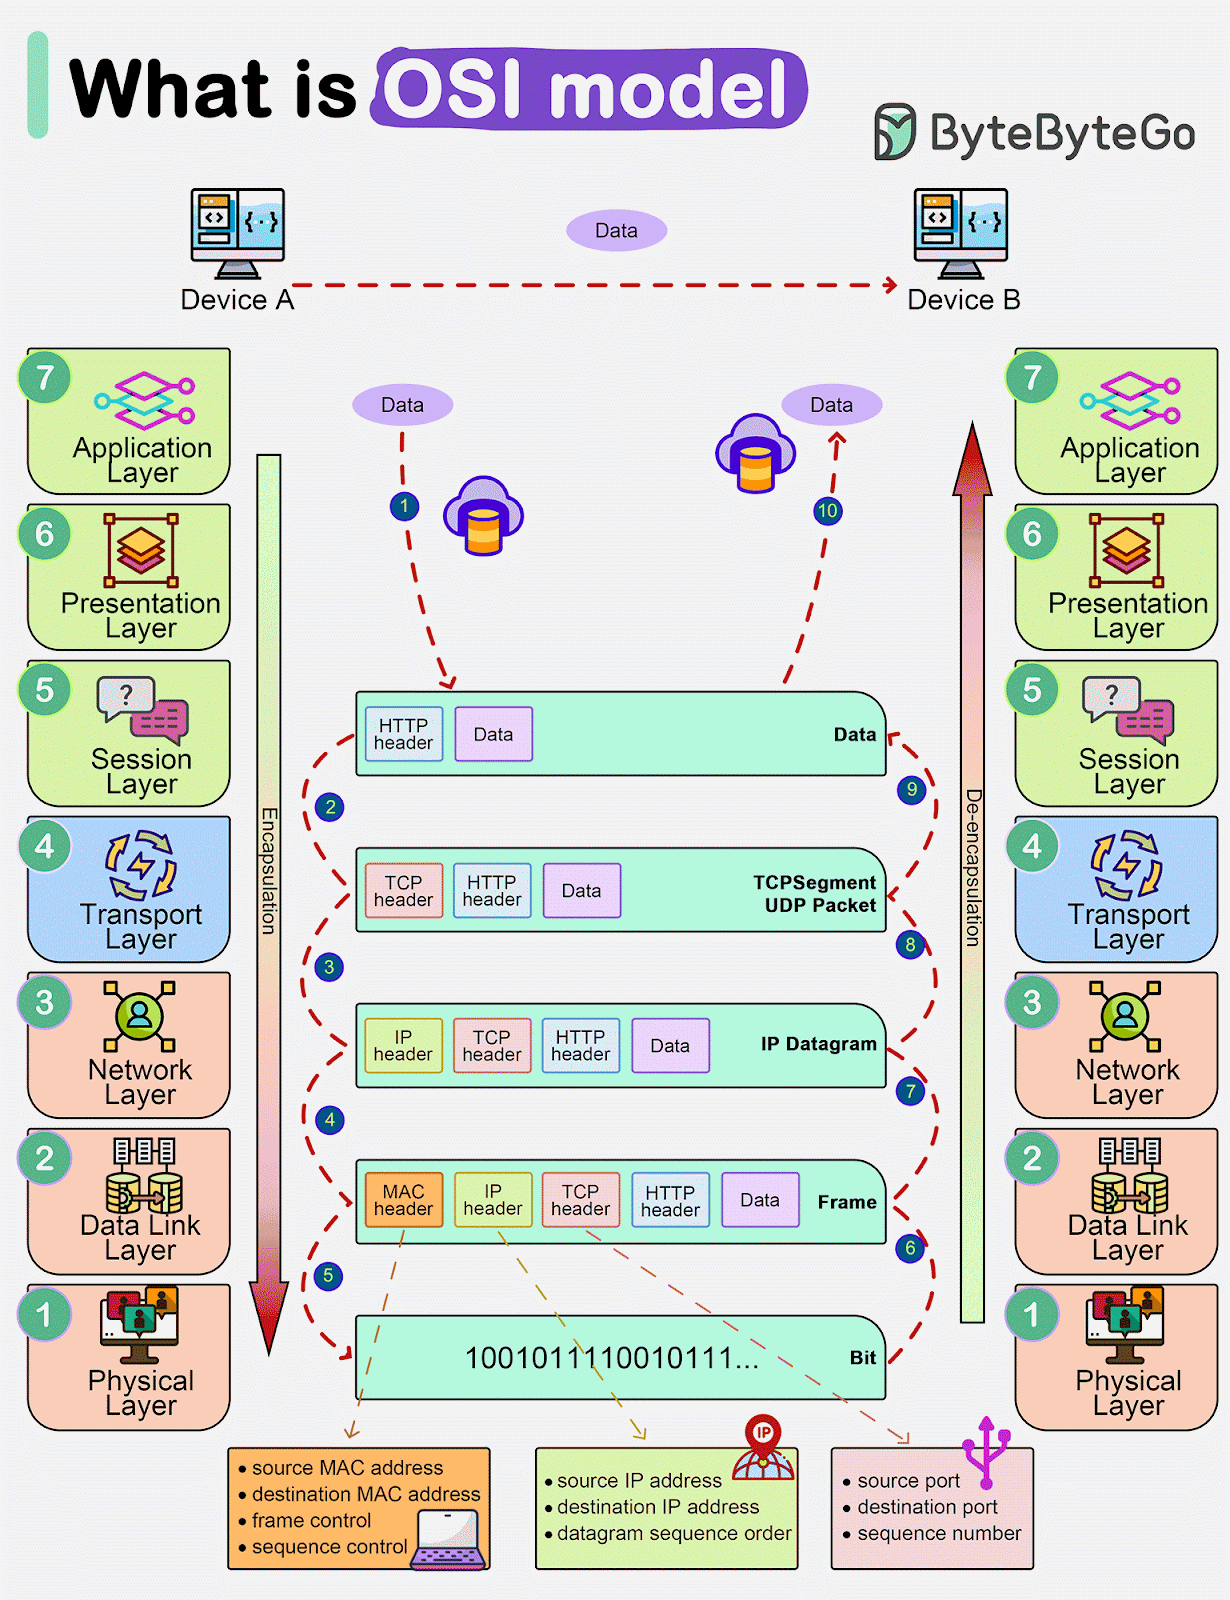 What is OSI model
ByteByteGo
Data
Device A
Device B
7
Application
Layer
6
Presentation
Layer
5
?
Session
Layer
4
Transport
Layer
3
Network
Layer
2
Data Link
Layer
1
Physical
Layer
Encapsulation
Data
1
Data
10
HTTP
header
Data
Data
2
9
TCP
header
HTTP
header
Data
TCPSegment
UDP Packet
3
8
IP
header
TCP
header
HTTP
header
Data
IP Datagram
4
7
MAC
header
IP
header
TCP
header
HTTP
header
Data
Frame
5
6
1001011110010111...
Bit
De-encapsulation
7
Application
Layer
6
Presentation
Layer
5
?
Session
Layer
4
Transport
Layer
3
Network
Layer
2
Data Link
Layer
1
Physical
Layer
• source MAC address
• destination MAC address
• frame control
• sequence control
IP
• source IP address
• destination IP address
• datagram sequence order
• source port
• destination port
• sequence number